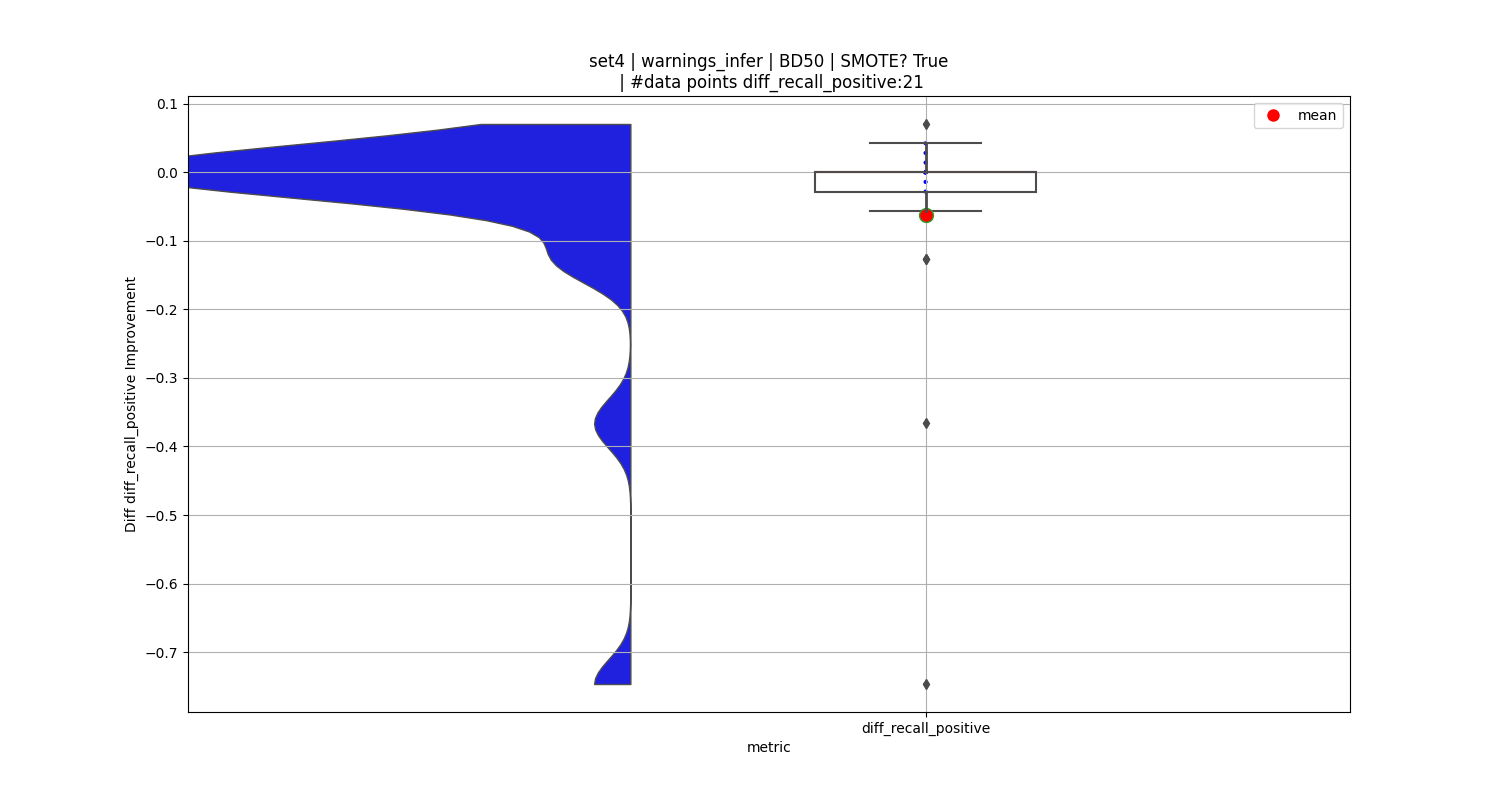 set4 | warnings_infer | BD50 | SMOTE? True
| #data points diff_recall_positive:21
mean
0.1
0.0
−0.1
−0.2
−0.3
−0.4
−0.5
−0.6
−0.7
Diff diff_recall_positive Improvement
diff_recall_positive
metric